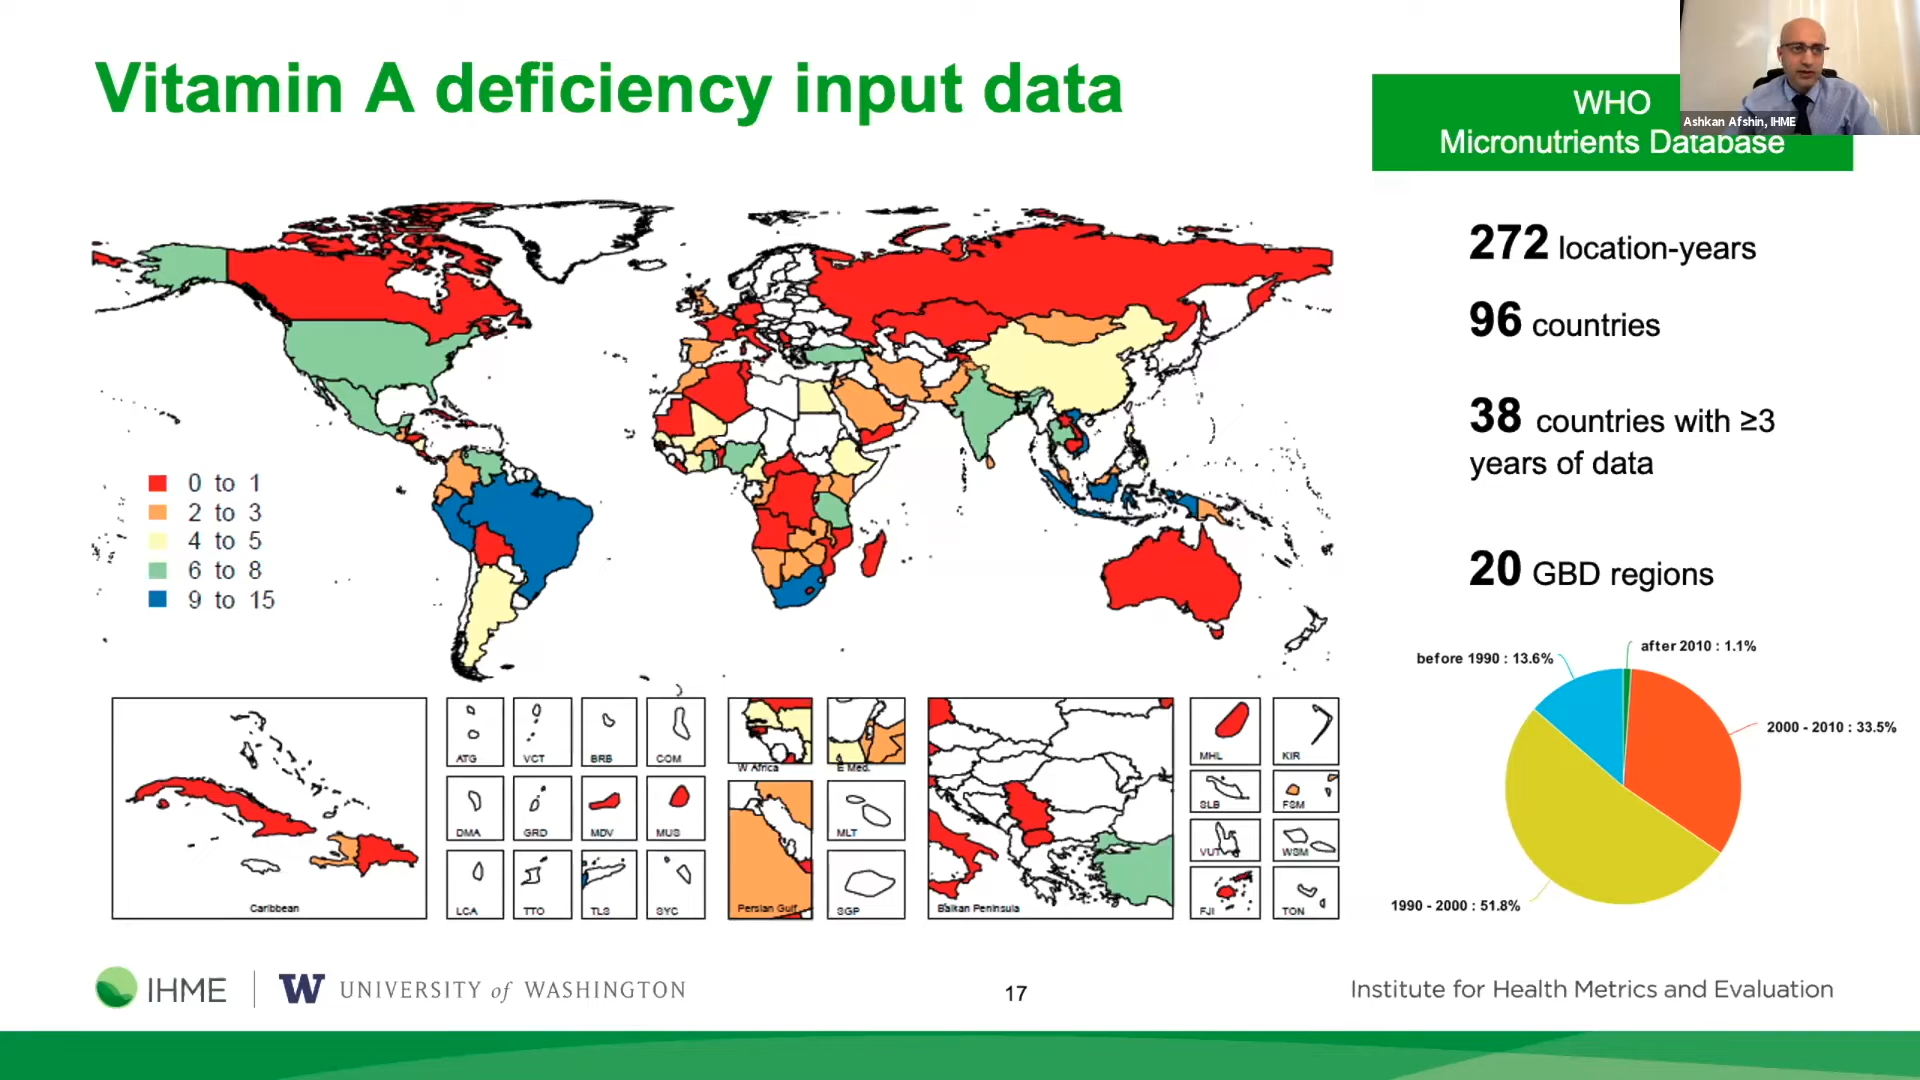 Vitamin A deficiency input data
WHO
Micronutrients Database
Ashkan Afshin, IHME
272 location-years
96 countries
38 countries with ≥3
years of data
20 GBD regions
0 to 1
2 to 3
4 to 5
6 to 8
9 to 15
before 1990 : 13.6%
after 2010 : 1.1%
2000 - 2010 : 33.5%
1990 - 2000 : 51.8%
Caribbean
ATG
VCT
BRB
COM
DMA
GRD
MDV
MUS
LCA
TTO
TLS
SYC
W Africa
E Med.
Persian Gulf
MLT
SGP
Balkan Peninsula
MHL
KIR
SLB
FSM
VUT
WSM
FJI
TON
IHME
W UNIVERSITY of WASHINGTON
17
Institute for Health Metrics and Evaluation